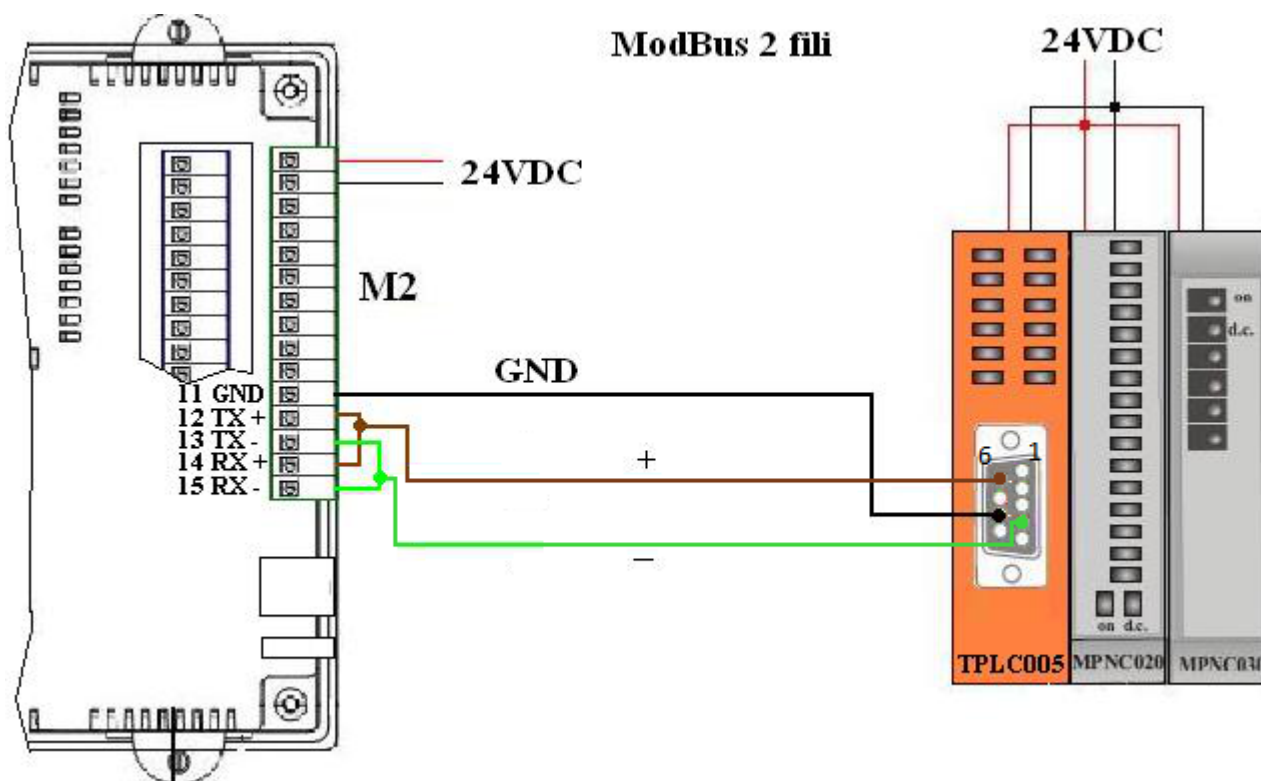 ModBus 2 fili
24VDC
24VDC
M2
GND
11 GND
12 TX +
13 TX -
14 RX +
15 RX -
+
−
6
1
on
d.c.
on d.c.
TPLC005
MPNC020
MPNC030